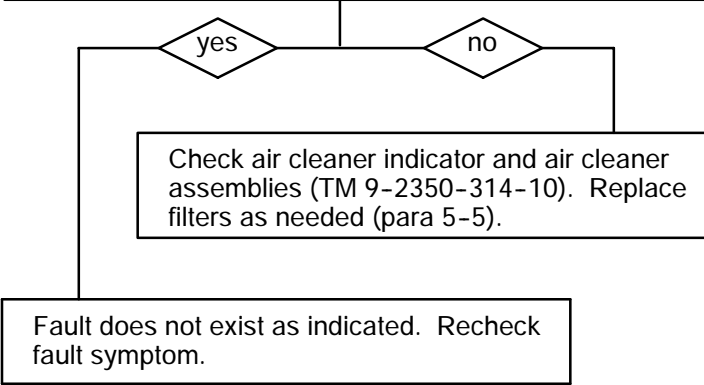 yes
no
Check air cleaner indicator and air cleaner
assemblies (TM 9-2350-314-10). Replace
filters as needed (para 5-5).
Fault does not exist as indicated. Recheck
fault symptom.